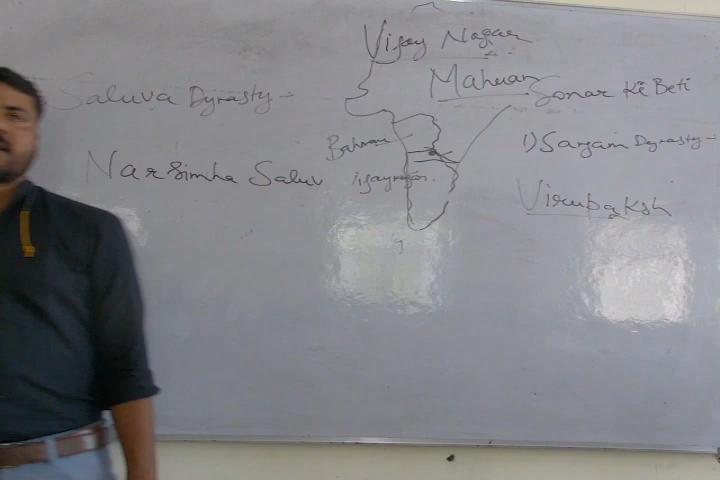 Vijay Nagar
Mahuan
Sonar Ki Beti
Saluva Dynasty -
Bahman
1) Sangam Dynasty -
Narsimha Saluv
Vijaynagar.
Virupaksh